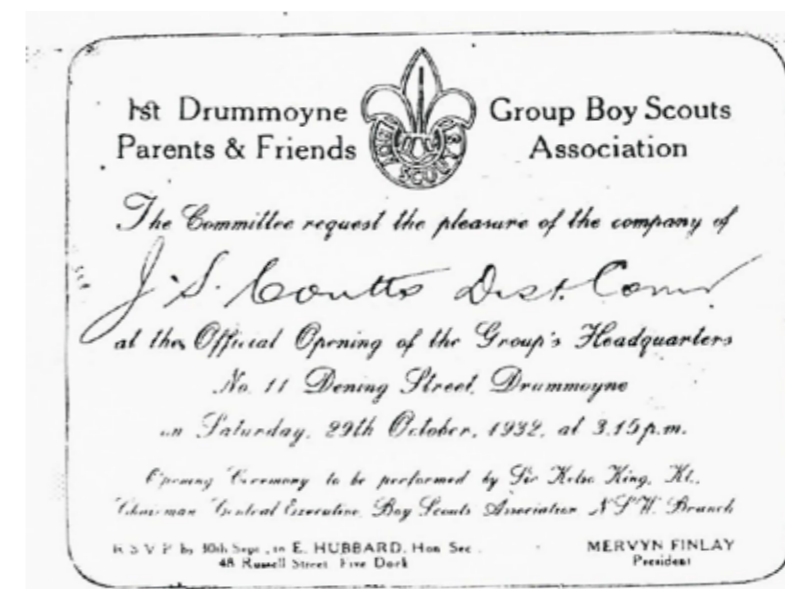 1st Drummoyne Group Boy Scouts
Parents & Friends Association
BOY SCOUTS
The Committee request the pleasure of the company of
J. S. Coutts Dist. Comr.
at the Official Opening of the Group's Headquarters
No. 11 Dening Street, Drummoyne
on Saturday, 29th October, 1932, at 3.15 p.m.
Opening Ceremony to be performed by Sir Kelso King, Kt.,
Chairman Central Executive, Boy Scouts Association N.S.W. Branch
R S V P by 30th Sept., to E. HUBBARD, Hon Sec. MERVYN FINLAY
48 Russell Street Five Dock President